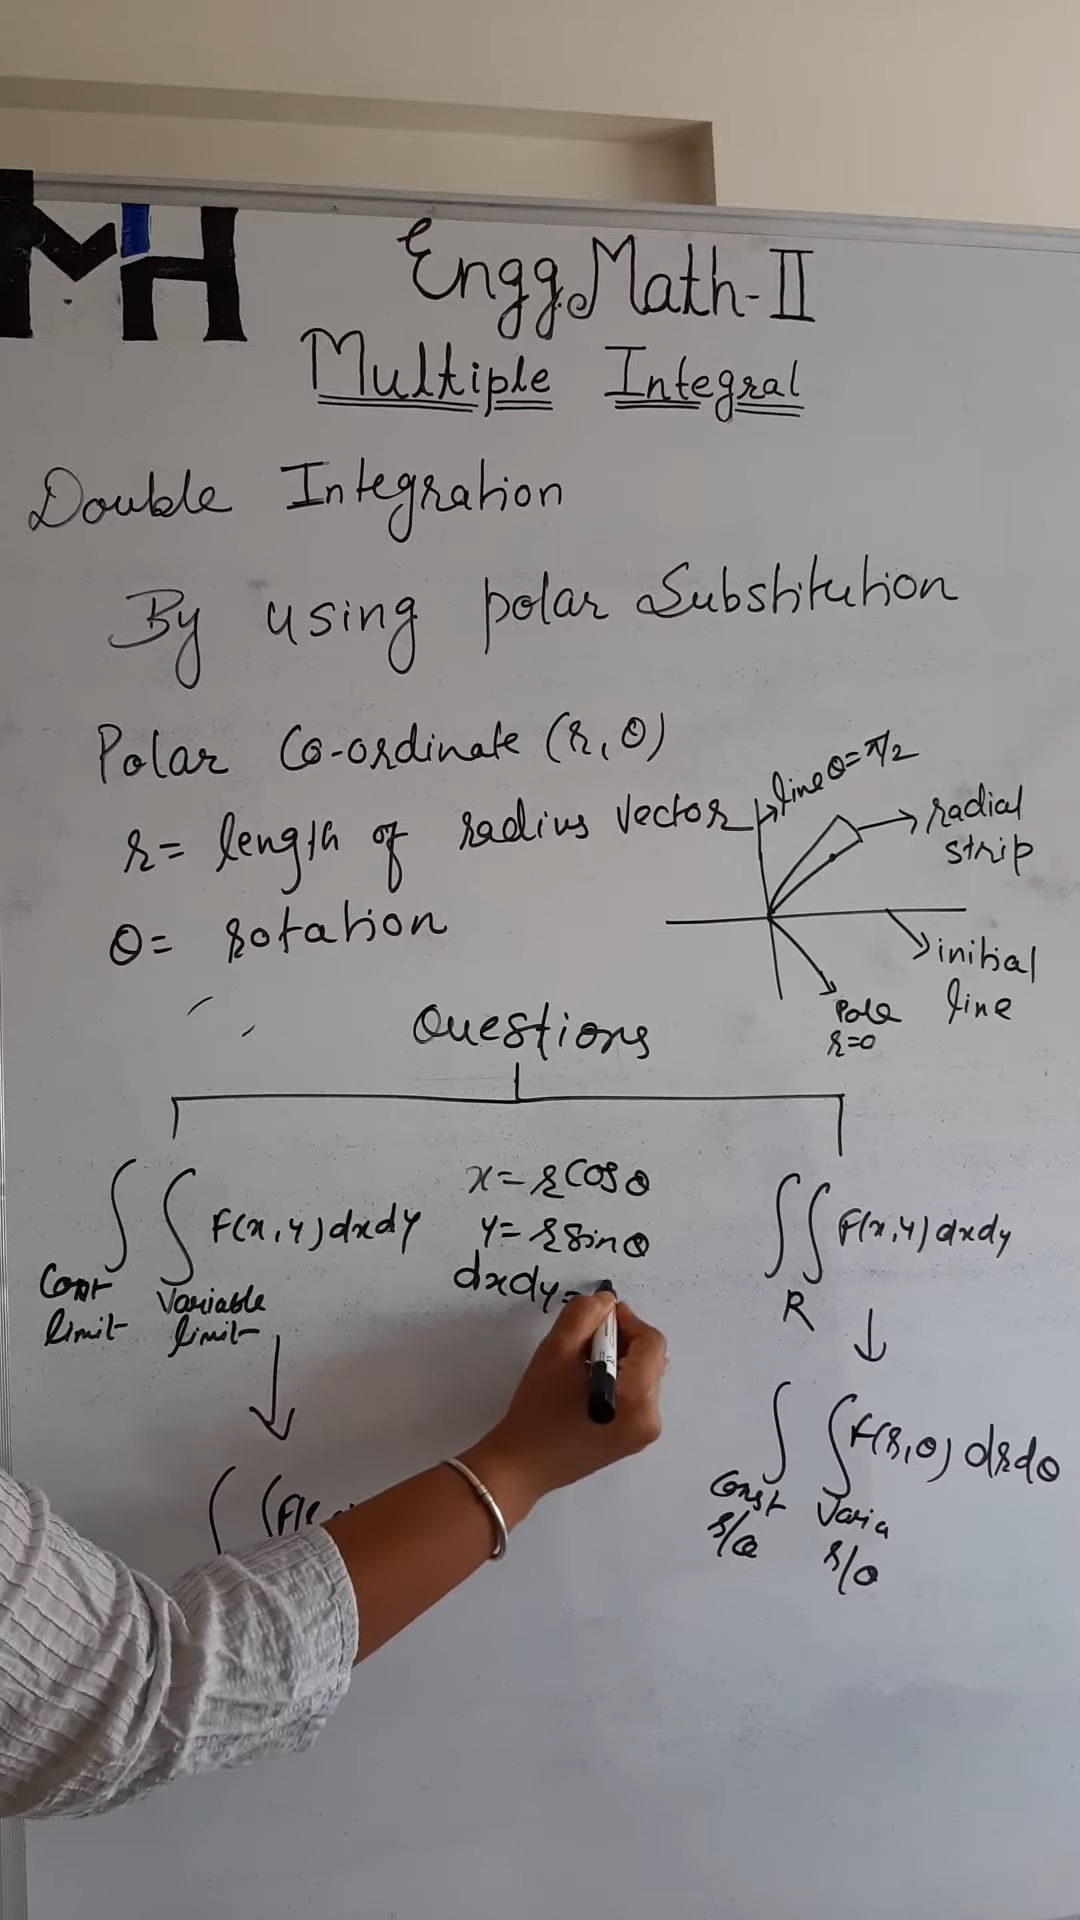 MH
Engg. Math-II
Multiple Integral
Double Integration
By using polar Substitution
Polar Co-ordinate (r, θ)
r = length of radius vector
θ = rotation
line θ = π/2
radial
strip
initial
line
Pole
r=0
Questions
∫∫ F(x,y) dxdy
Const
limit
Variable
limit
x = r cos θ
y = r sin θ
dxdy =
∫∫ F(x,y) dxdy
R
∫∫ F(r,θ) drdθ
Const
r/θ
Varia
r/θ